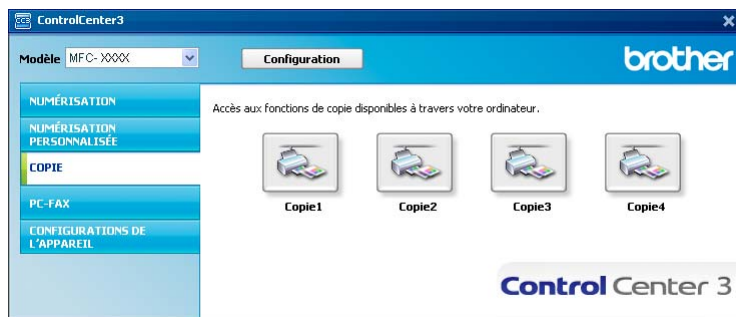 ControlCenter3
Modèle MFC-XXXX Configuration brother
NUMÉRISATION
NUMÉRISATION
PERSONNALISÉE
COPIE
PC-FAX
CONFIGURATIONS DE
L'APPAREIL
Accès aux fonctions de copie disponibles à travers votre ordinateur.
Copie1 Copie2 Copie3 Copie4
Control Center 3